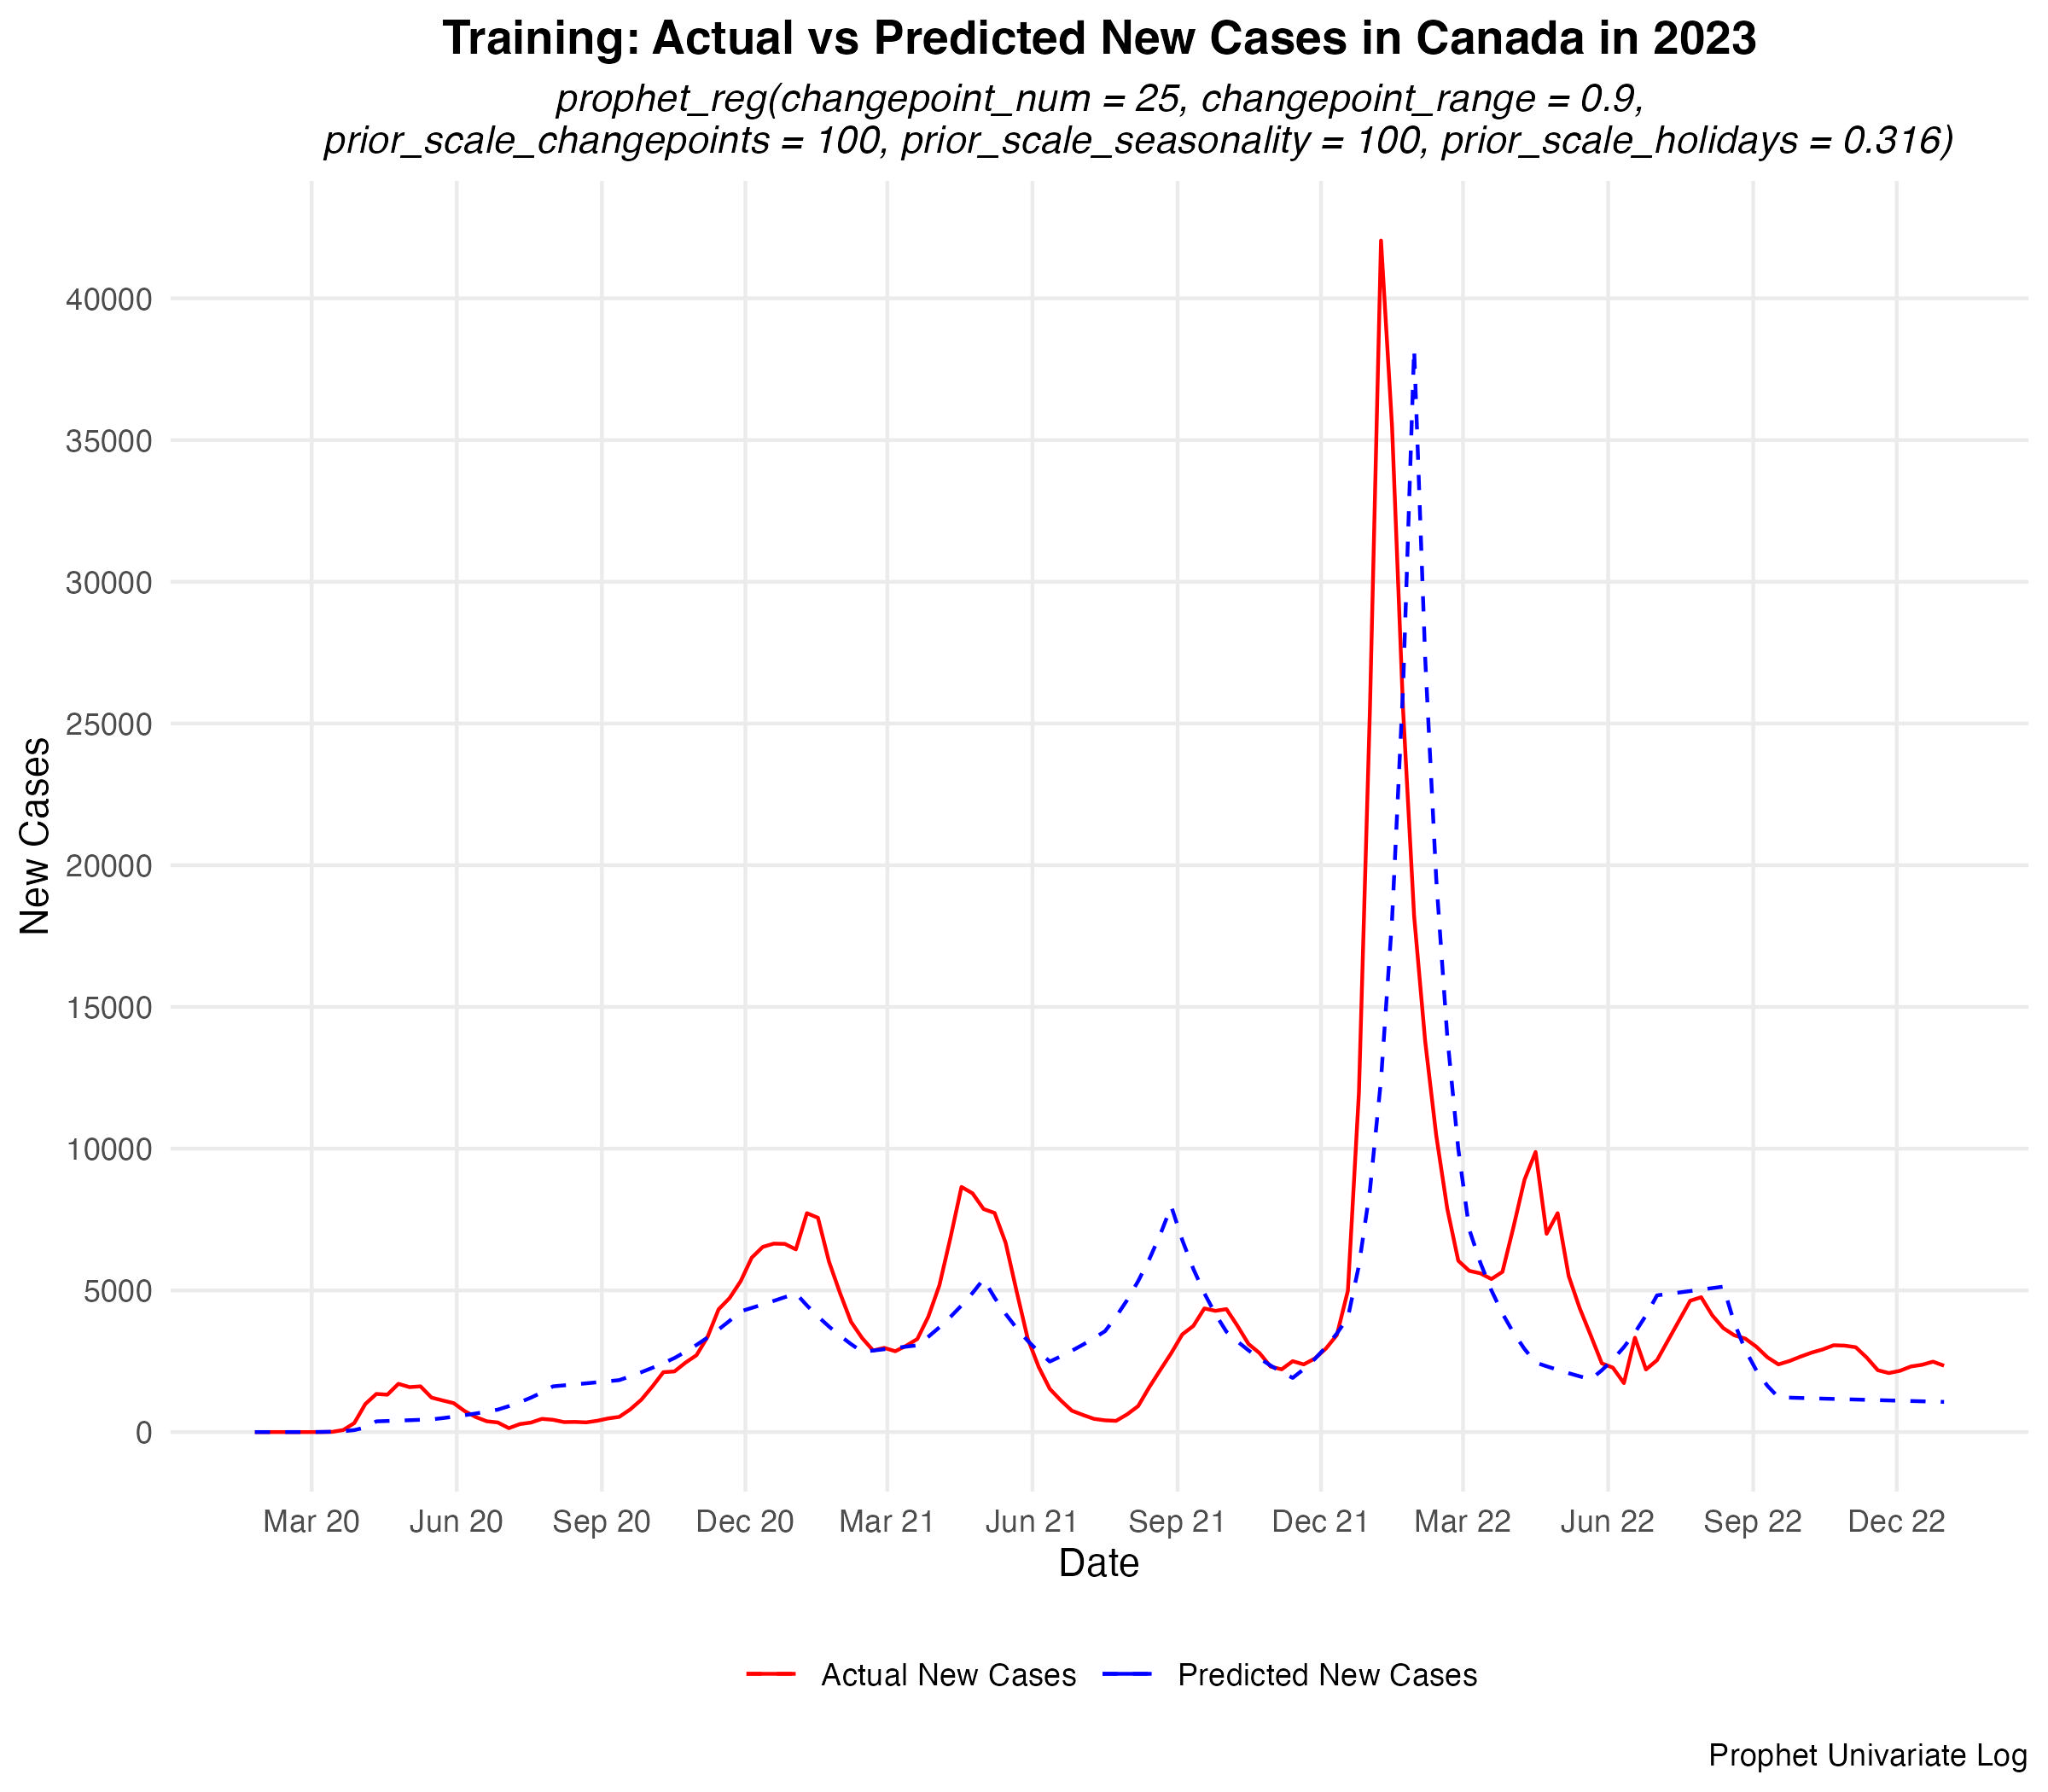 Training: Actual vs Predicted New Cases in Canada in 2023
prophet_reg(changepoint_num = 25, changepoint_range = 0.9,
prior_scale_changepoints = 100, prior_scale_seasonality = 100, prior_scale_holidays = 0.316)
New Cases
40000
35000
30000
25000
20000
15000
10000
5000
0
Mar 20 Jun 20 Sep 20 Dec 20 Mar 21 Jun 21 Sep 21 Dec 21 Mar 22 Jun 22 Sep 22 Dec 22
Date
Actual New Cases Predicted New Cases
Prophet Univariate Log